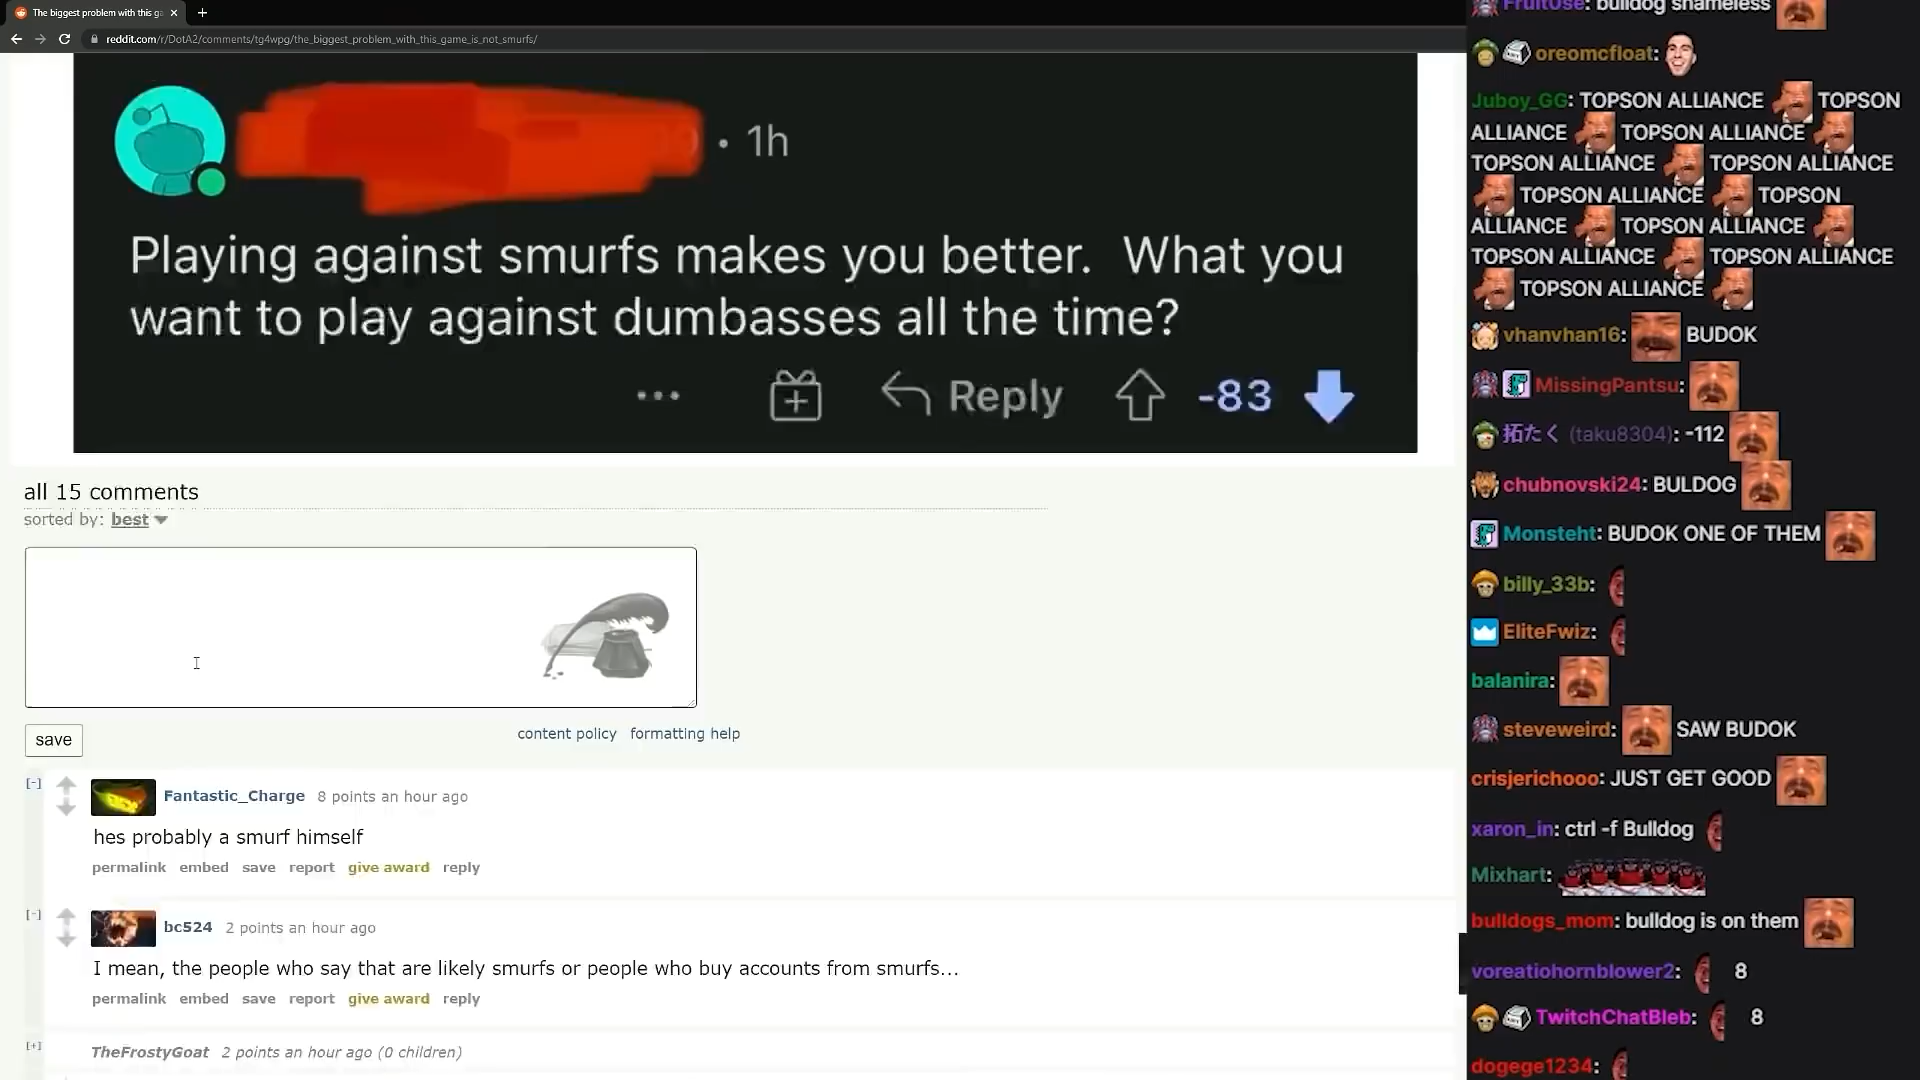 The biggest problem with this ga
reddit.com/r/DotA2/comments/tg4wpg/the_biggest_problem_with_this_game_is_not_smurfs/
• 1h
Playing against smurfs makes you better. What you
want to play against dumbasses all the time?
Reply
-83
all 15 comments
sorted by: best
save
content policy formatting help
[-]
Fantastic_Charge 8 points an hour ago
hes probably a smurf himself
permalink embed save report give award reply
[-]
bc524 2 points an hour ago
I mean, the people who say that are likely smurfs or people who buy accounts from smurfs...
permalink embed save report give award reply
[+]
TheFrostyGoat 2 points an hour ago (0 children)
FruitUse: bulldog shameless
oreomcfloat:
Juboy_GG: TOPSON ALLIANCE TOPSON
ALLIANCE TOPSON ALLIANCE
TOPSON ALLIANCE TOPSON ALLIANCE
TOPSON ALLIANCE TOPSON
ALLIANCE TOPSON ALLIANCE
TOPSON ALLIANCE TOPSON ALLIANCE
TOPSON ALLIANCE
vhanvhan16: BUDOK
MissingPantsu:
拓たく (taku8304): -112
chubnovski24: BULDOG
Monsteht: BUDOK ONE OF THEM
billy_33b:
EliteFwiz:
balanira:
steveweird: SAW BUDOK
crisjerichooo: JUST GET GOOD
xaron_in: ctrl -f Bulldog
Mixhart:
bulldogs_mom: bulldog is on them
voreatiohornblower2: 8
TwitchChatBleb: 8
dogege1234: